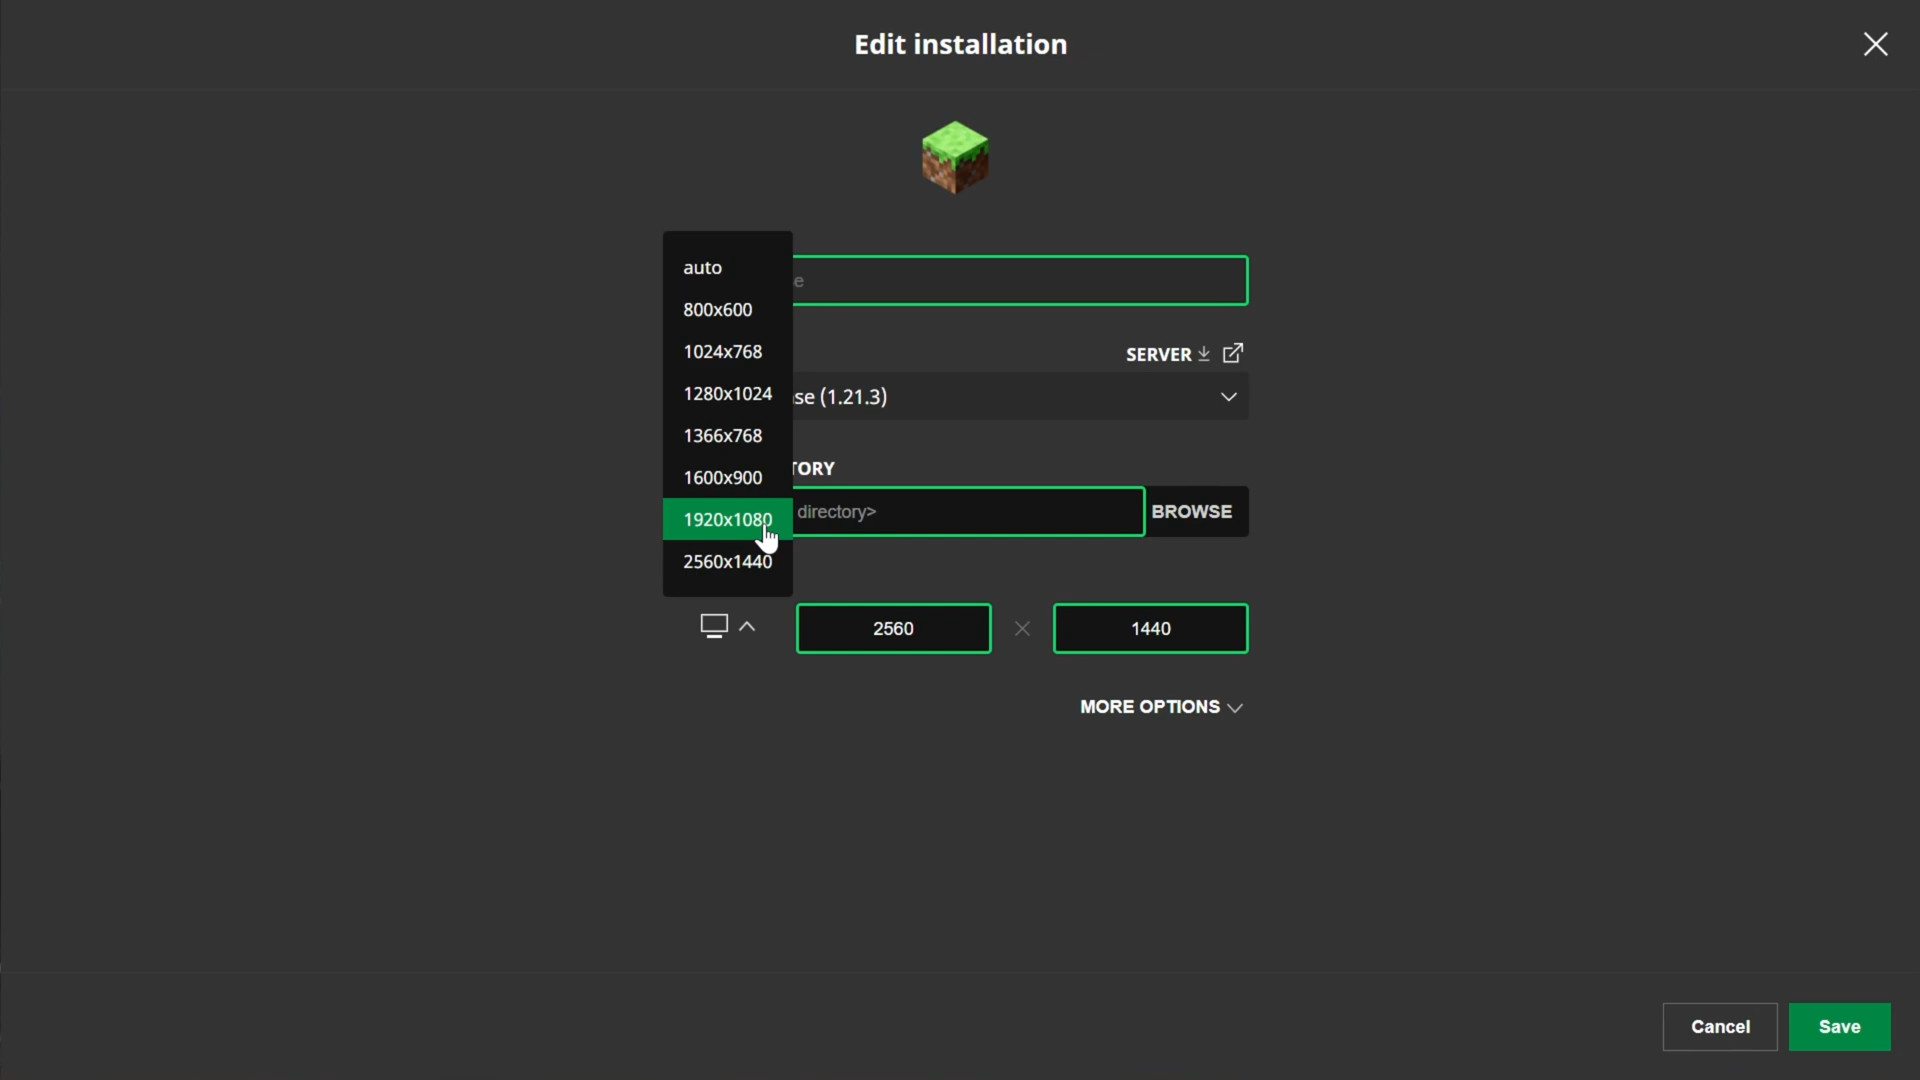 Edit installation
auto
800x600
1024x768
1280x1024
1366x768
1600x900
1920x1080
2560x1440
e
SERVER
se (1.21.3)
TORY
directory>
BROWSE
2560
1440
MORE OPTIONS
Cancel
Save